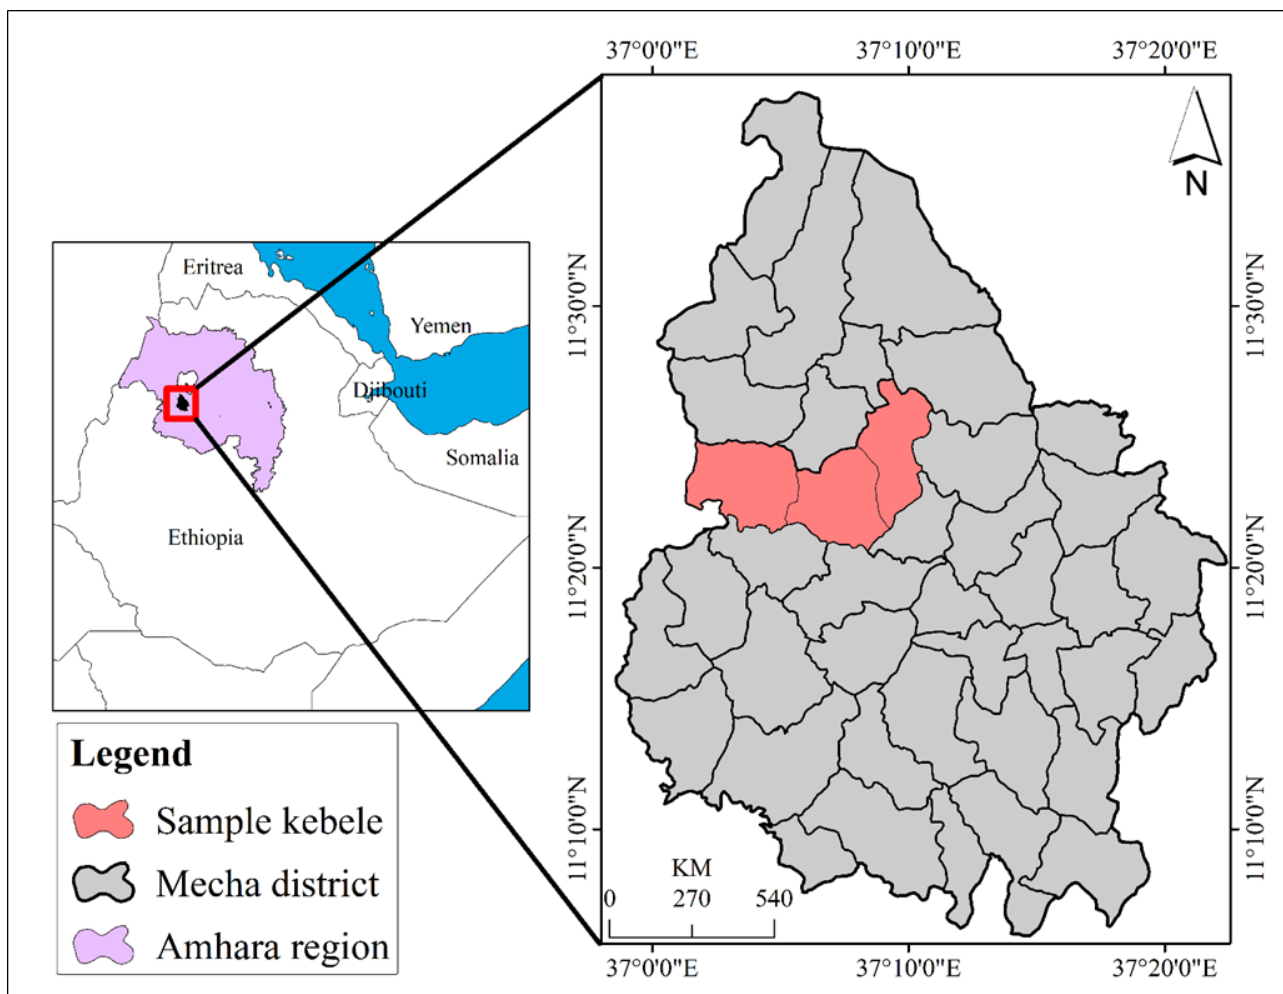 37°0'0"E 37°10'0"E 37°20'0"E
N
Eritrea
Yemen
Djibouti
Somalia
Ethiopia
11°30'0"N 11°30'0"N
11°20'0"N 11°20'0"N
11°10'0"N 11°10'0"N
Legend
Sample kebele
Mecha district
Amhara region
KM
0 270 540
37°0'0"E 37°10'0"E 37°20'0"E